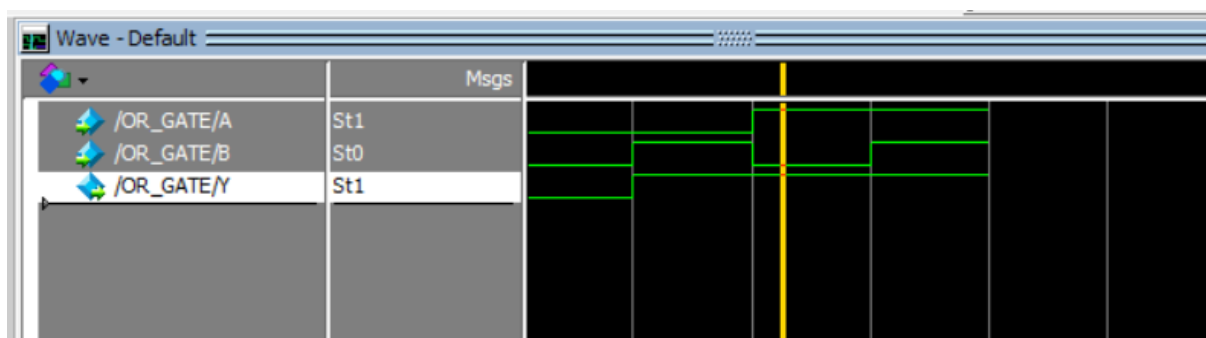 Wave - Default
Msgs
/OR_GATE/A St1
/OR_GATE/B St0
/OR_GATE/Y St1